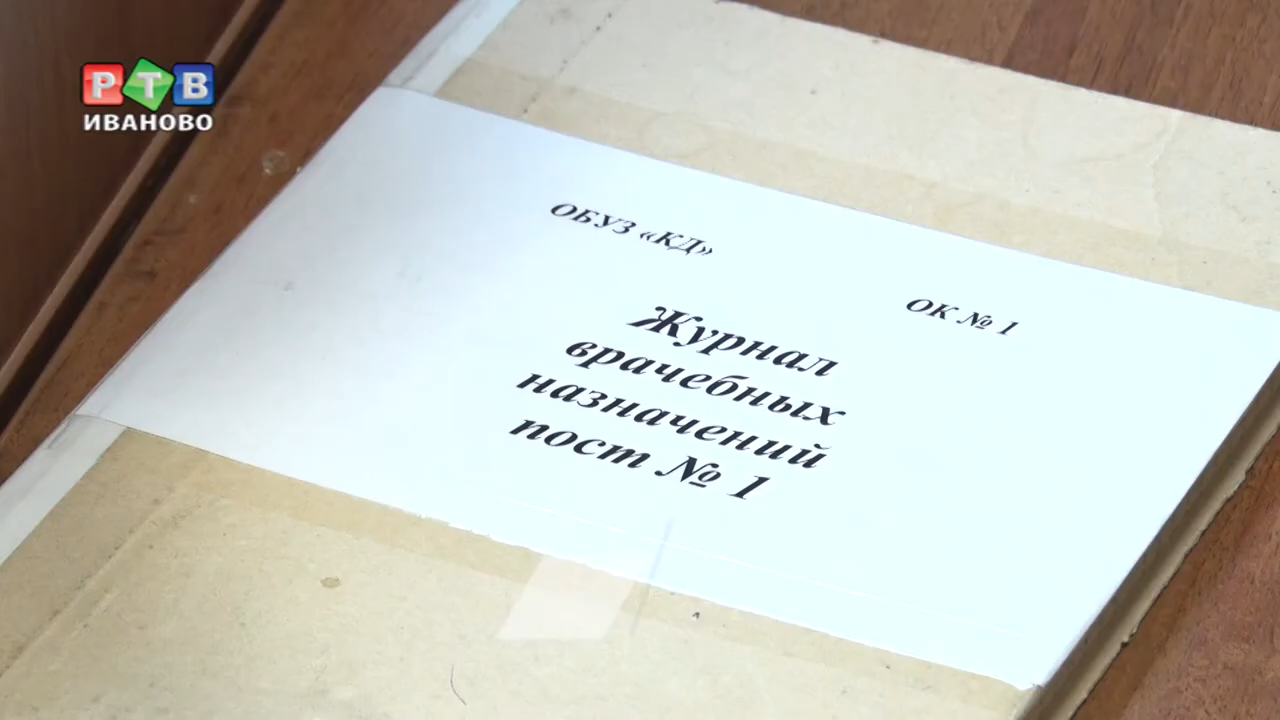 РТВ
ИВАНОВО
ОБУЗ «КД»
ОК № 1
Журнал
врачебных
назначений
пост № 1